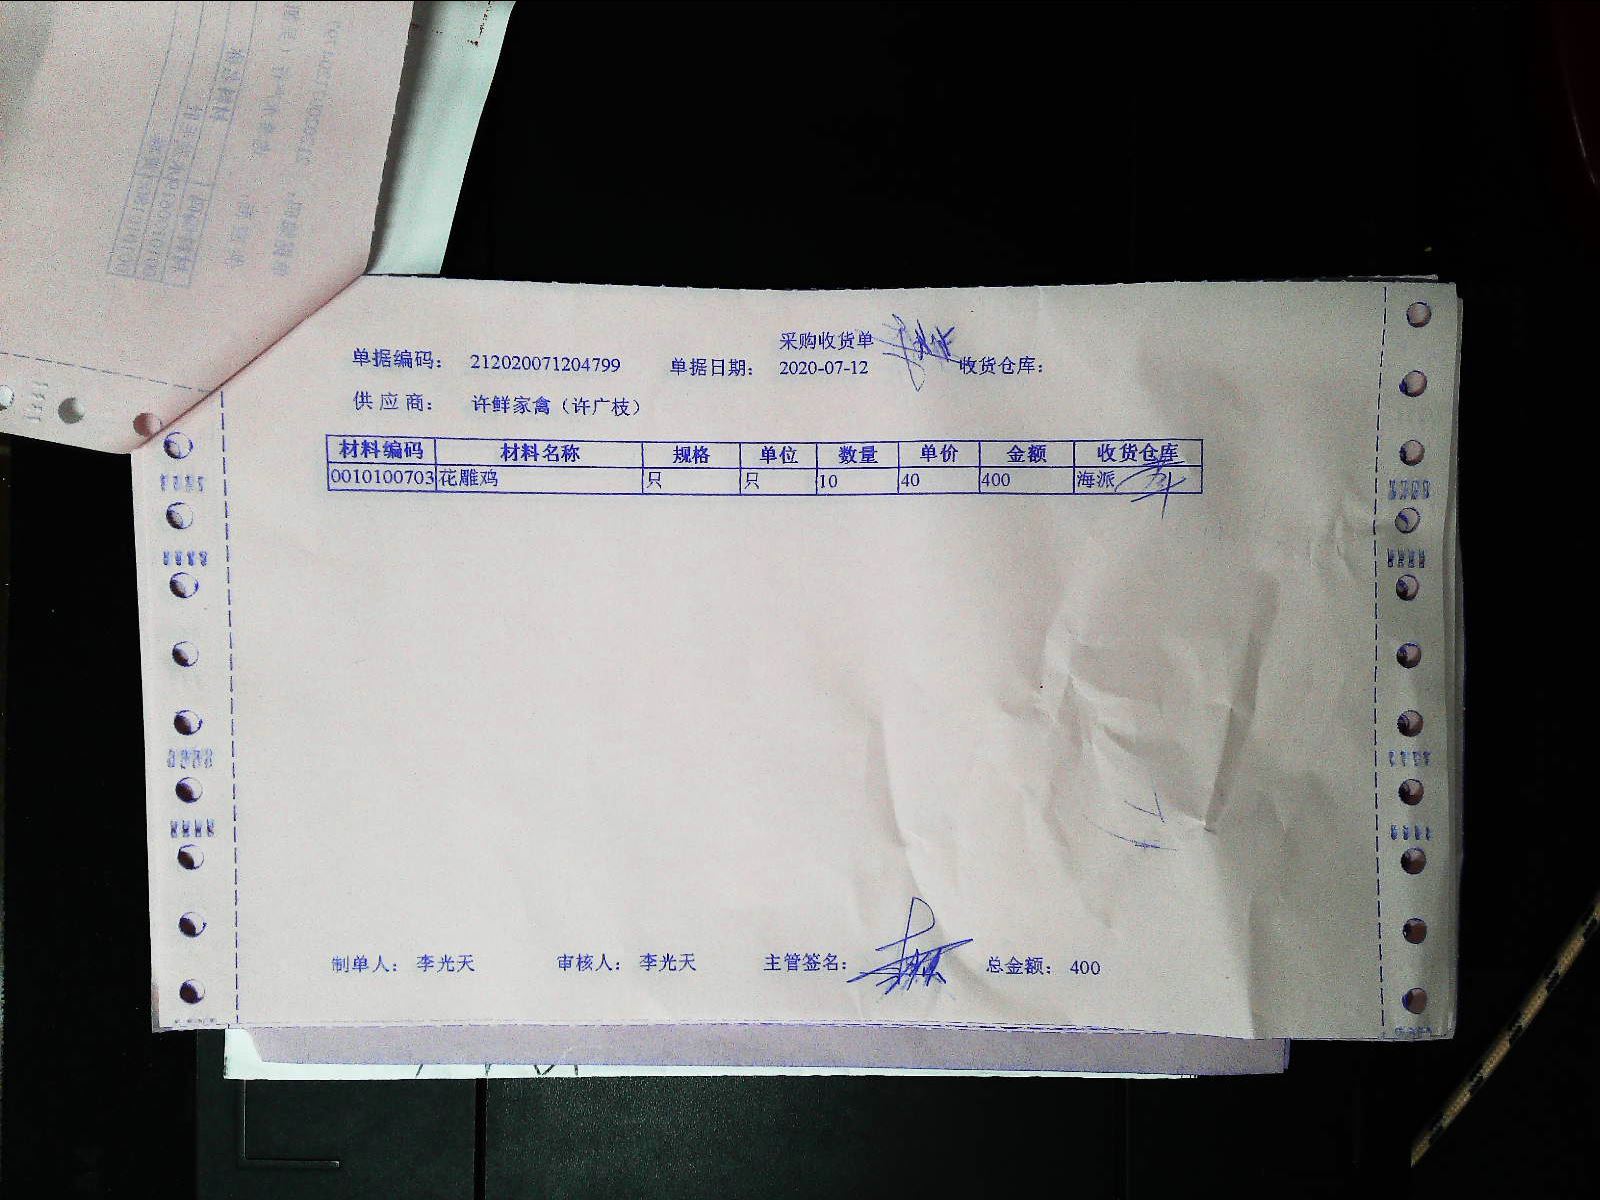 采购收货单
单据编码： 212020071204799 单据日期： 2020-07-12 收货仓库：
供应商： 许鲜家禽（许广枝）
材料编码 材料名称 规格 单位 数量 单价 金额 收货仓库
0010100703 花雕鸡 只 只 10 40 400 海派
制单人： 李光天 审核人： 李光天 主管签名： 总金额： 400